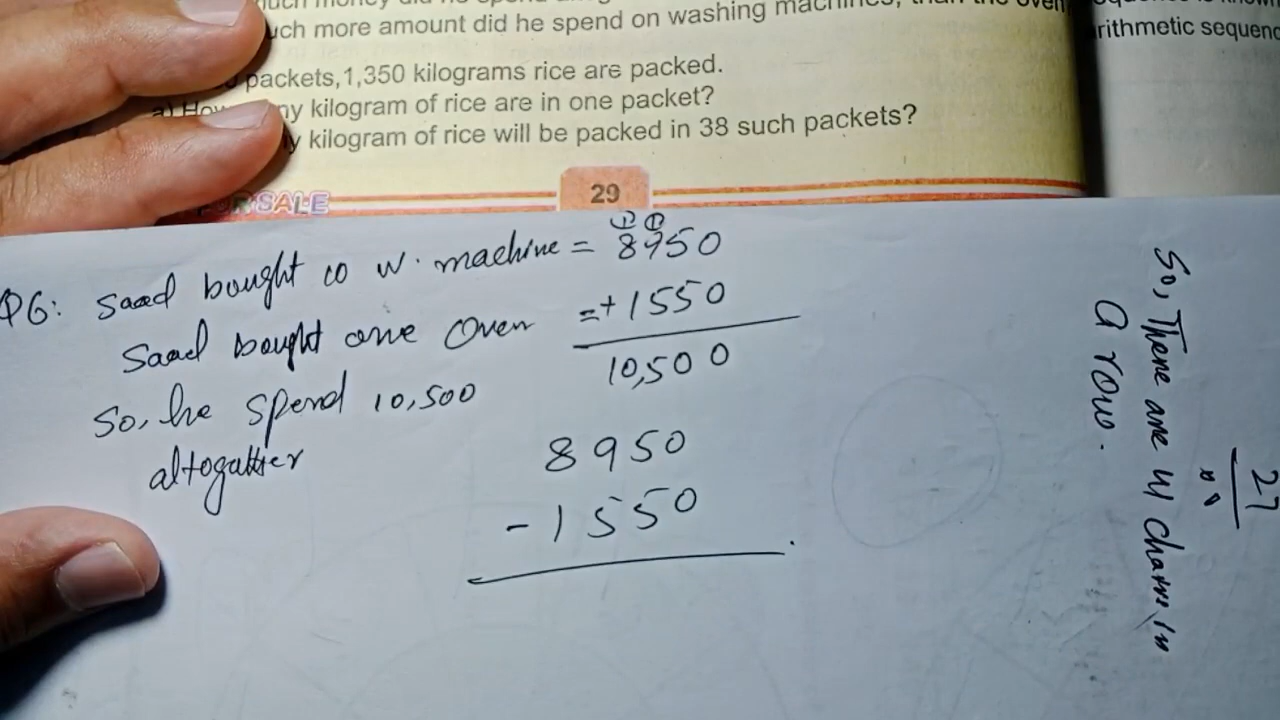 uch more amount did he spend on washing machines, than the oven
rithmetic sequenc
packets, 1,350 kilograms rice are packed.
a) How ny kilogram of rice are in one packet?
y kilogram of rice will be packed in 38 such packets?
OR SALE
29
Q6: Saad bought 10 W. machine = 8950
Saad bought one Oven = + 1550
10,500
So, he spend 10,500
altogather
8950
- 1550
So, There are 41 chairs in
a row.
27